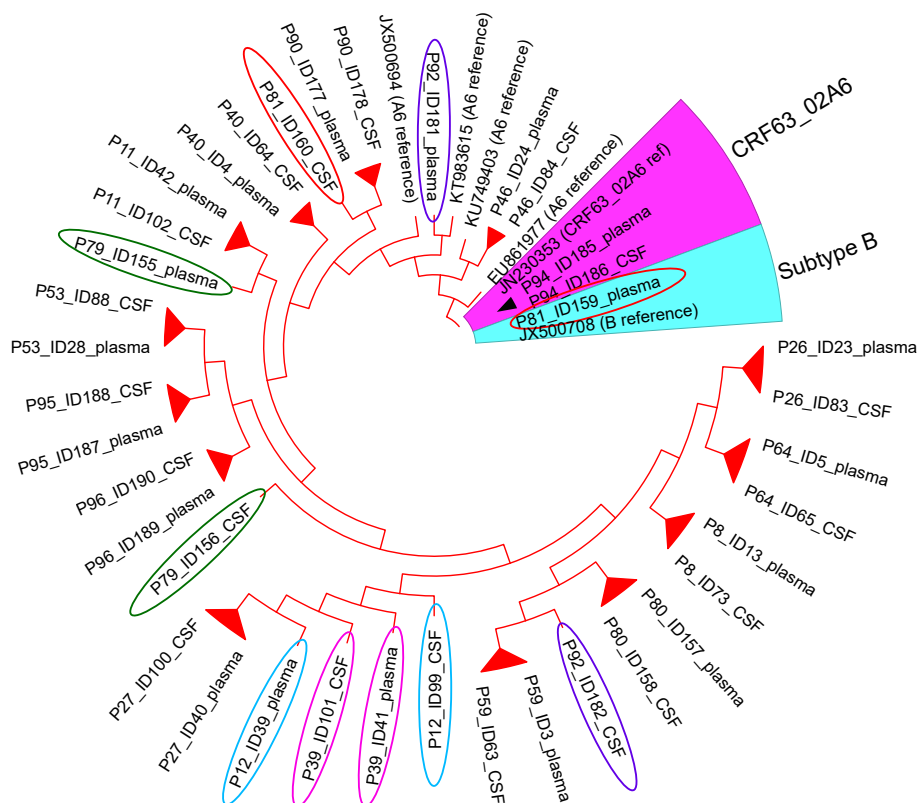 CRF63_02A6
Subtype B
JX500694 (A6 reference)
P92_ID181_plasma
KT983615 (A6 reference)
KU749403 (A6 reference)
P46_ID24_plasma
P46_ID84_CSF
EU861977 (A6 reference)
JN230353 (CRF63_02A6 ref)
P94_ID185_plasma
P94_ID186_CSF
P81_ID159_plasma
JX500708 (B reference)
P26_ID23_plasma
P26_ID83_CSF
P64_ID5_plasma
P64_ID65_CSF
P8_ID13_plasma
P8_ID73_CSF
P80_ID157_plasma
P80_ID158_CSF
P92_ID182_CSF
P59_ID3_plasma
P59_ID63_CSF
P12_ID99_CSF
P39_ID41_plasma
P39_ID101_CSF
P12_ID39_plasma
P27_ID40_plasma
P27_ID100_CSF
P79_ID156_CSF
P96_ID189_plasma
P96_ID190_CSF
P95_ID187_plasma
P95_ID188_CSF
P53_ID28_plasma
P53_ID88_CSF
P79_ID155_plasma
P11_ID102_CSF
P11_ID42_plasma
P40_ID4_plasma
P40_ID64_CSF
P81_ID160_CSF
P90_ID177_plasma
P90_ID178_CSF